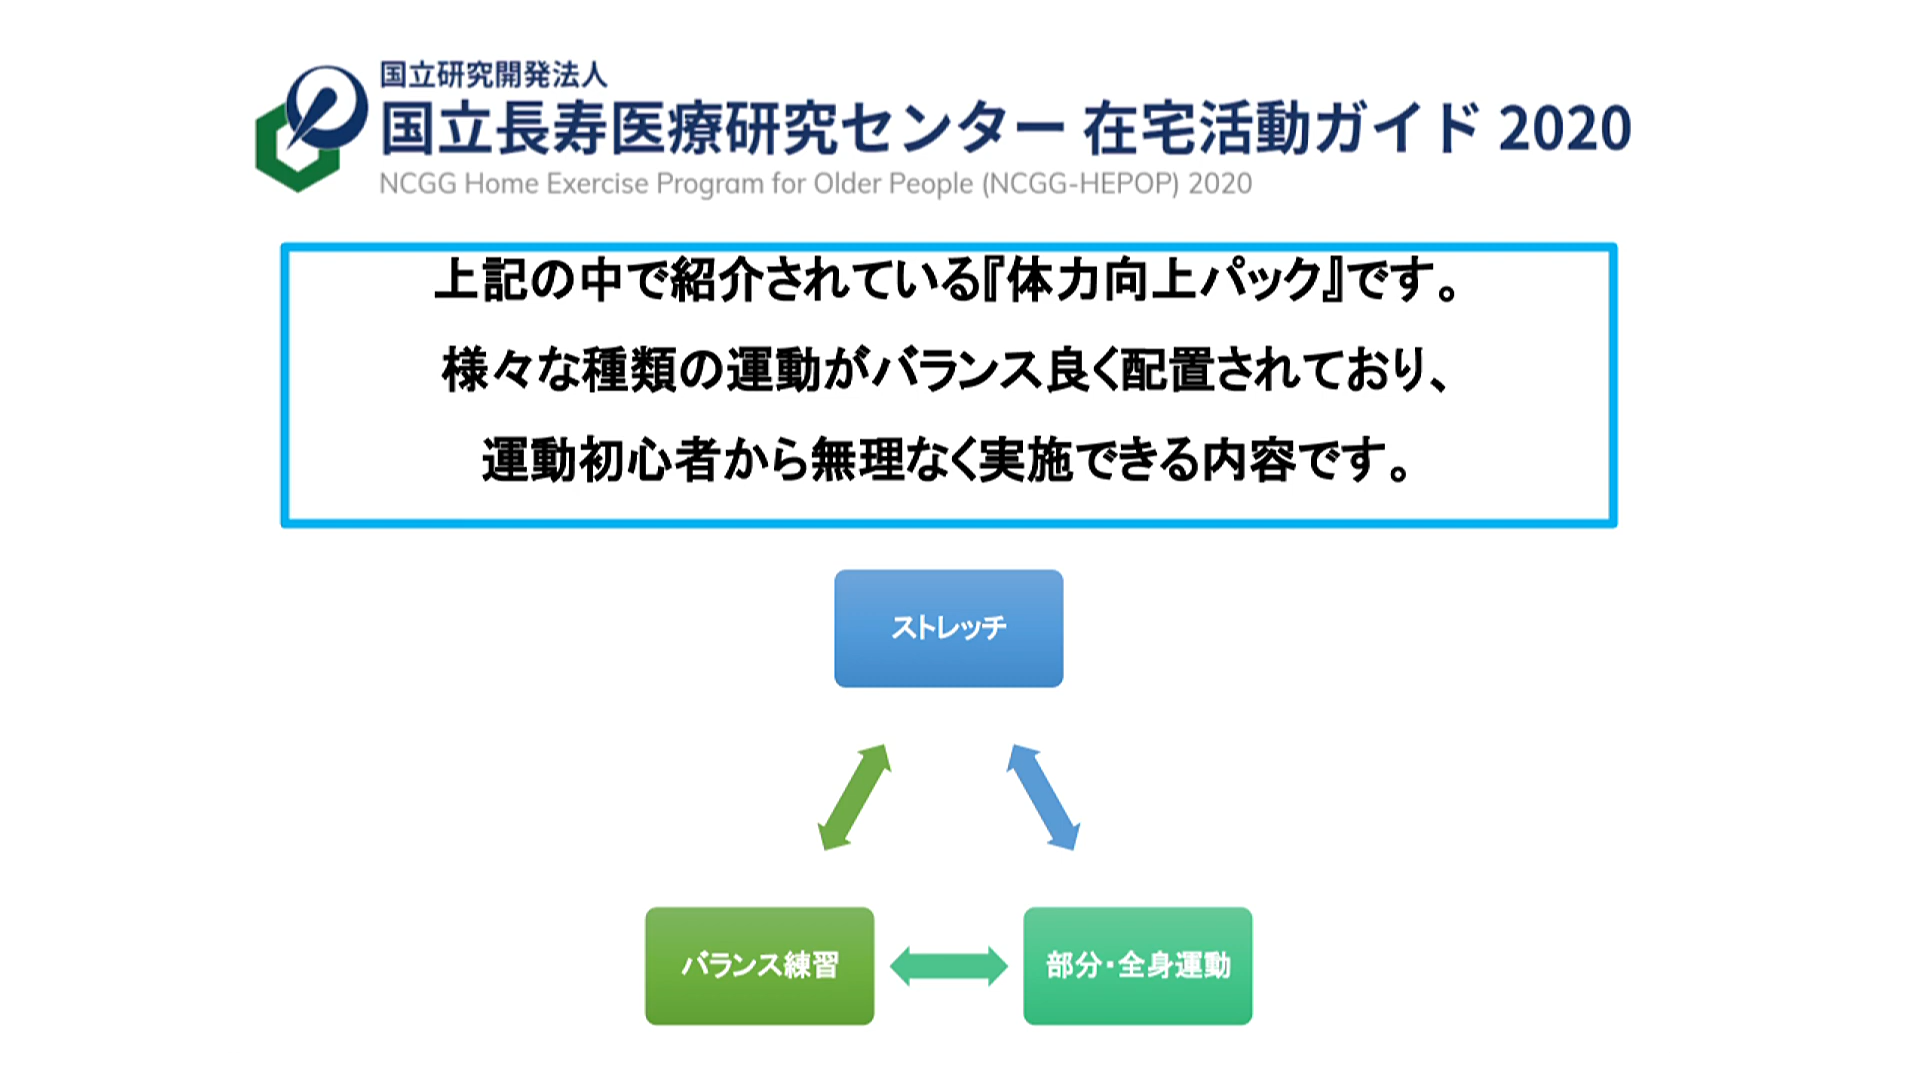 国立研究開発法人
国立長寿医療研究センター 在宅活動ガイド 2020
NCGG Home Exercise Program for Older People (NCGG-HEPOP) 2020
上記の中で紹介されている『体力向上パック』です。
様々な種類の運動がバランス良く配置されており、
運動初心者から無理なく実施できる内容です。
ストレッチ
バランス練習
部分・全身運動